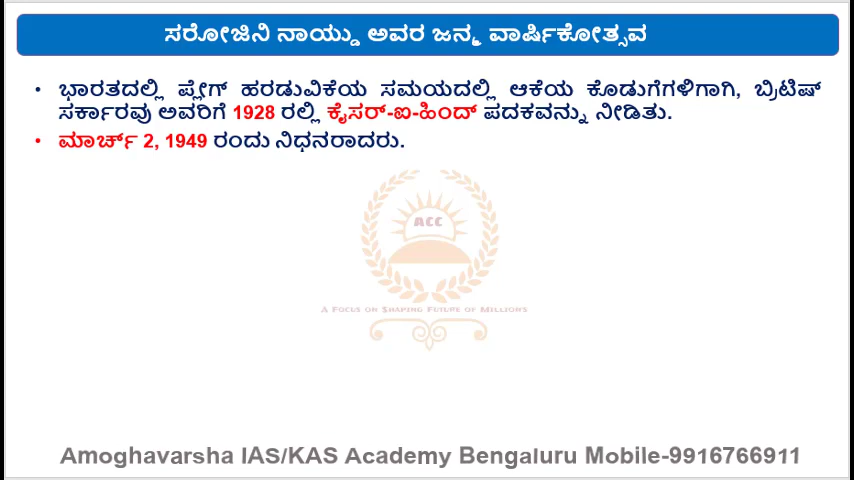 ಸರೋಜಿನಿ ನಾಯ್ಡು ಅವರ ಜನ್ಮ ವಾರ್ಷಿಕೋತ್ಸವ
• ಭಾರತದಲ್ಲಿ ಪ್ಲೇಗ್ ಹರಡುವಿಕೆಯ ಸಮಯದಲ್ಲಿ ಆಕೆಯ ಕೊಡುಗೆಗಳಿಗಾಗಿ, ಬ್ರಿಟಿಷ್
ಸರ್ಕಾರವು ಅವರಿಗೆ 1928 ರಲ್ಲಿ ಕೈಸರ್-ಐ-ಹಿಂದ್ ಪದಕವನ್ನು ನೀಡಿತು.
• ಮಾರ್ಚ್ 2, 1949 ರಂದು ನಿಧನರಾದರು.
ACC
A Focus on Shaping Future of Millions
Amoghavarsha IAS/KAS Academy Bengaluru Mobile-9916766911